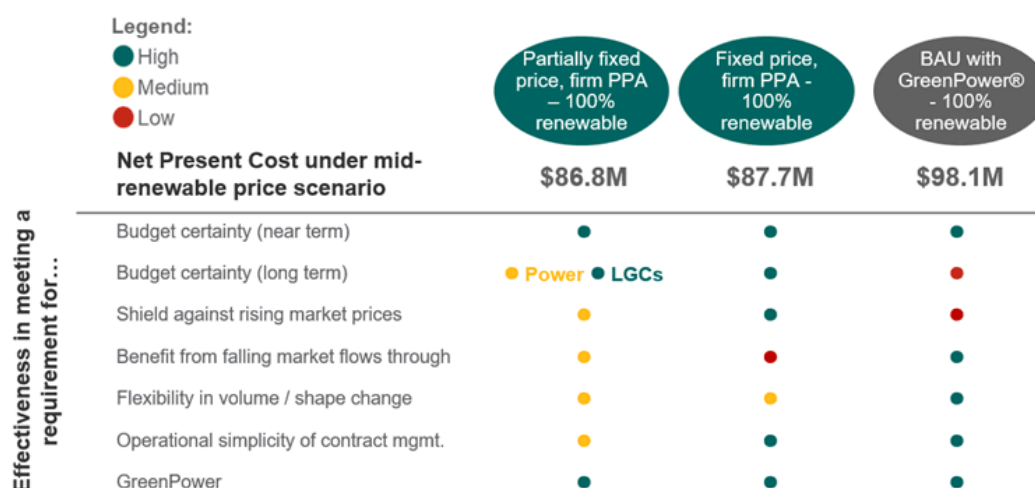 Legend:
High
Medium
Low
Partially fixed
price, firm PPA
– 100%
renewable
Fixed price,
firm PPA -
100%
renewable
BAU with
GreenPower®
- 100%
renewable
Net Present Cost under mid-
renewable price scenario
$86.8M
$87.7M
$98.1M
Effectiveness in meeting a
requirement for...
Budget certainty (near term)
Budget certainty (long term)
Power
LGCs
Shield against rising market prices
Benefit from falling market flows through
Flexibility in volume / shape change
Operational simplicity of contract mgmt.
GreenPower